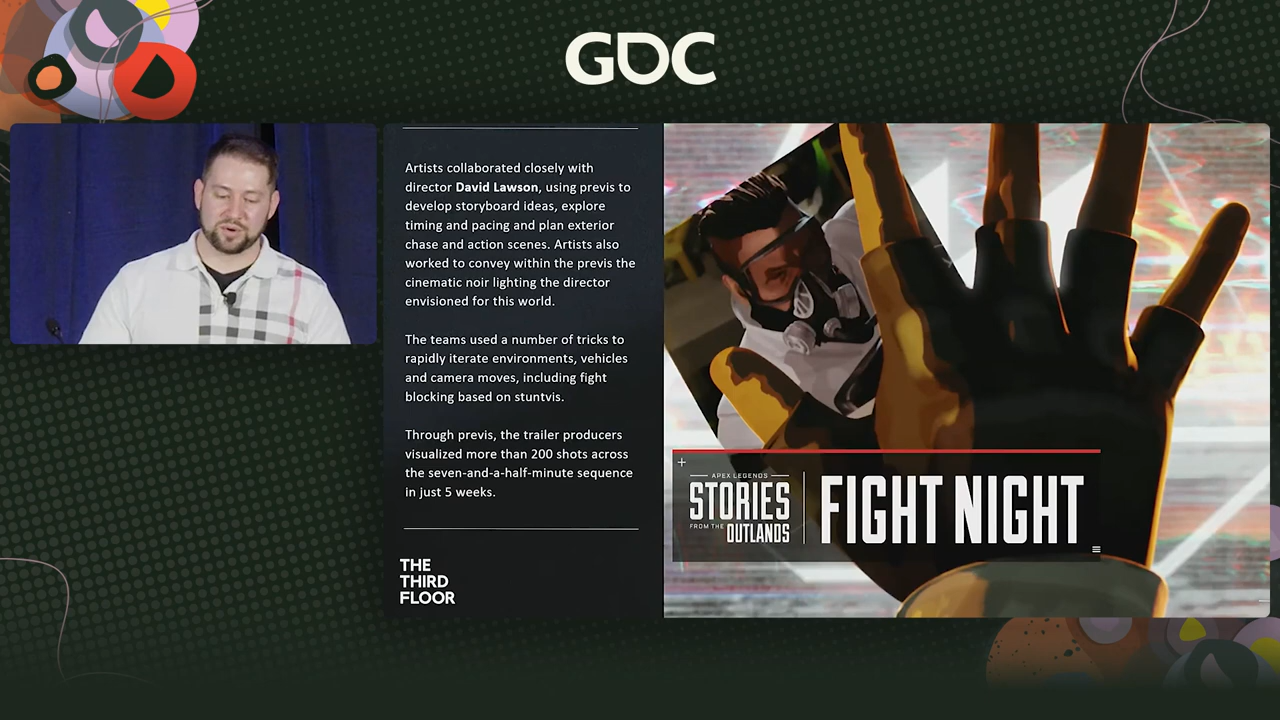 GDC
Artists collaborated closely with
director David Lawson, using previs to
develop storyboard ideas, explore
timing and pacing and plan exterior
chase and action scenes. Artists also
worked to convey within the previs the
cinematic noir lighting the director
envisioned for this world.
The teams used a number of tricks to
rapidly iterate environments, vehicles
and camera moves, including fight
blocking based on stuntvis.
Through previs, the trailer producers
visualized more than 200 shots across
the seven-and-a-half-minute sequence
in just 5 weeks.
THE
THIRD
FLOOR
APEX LEGENDS
STORIES
FROM THE OUTLANDS
FIGHT NIGHT